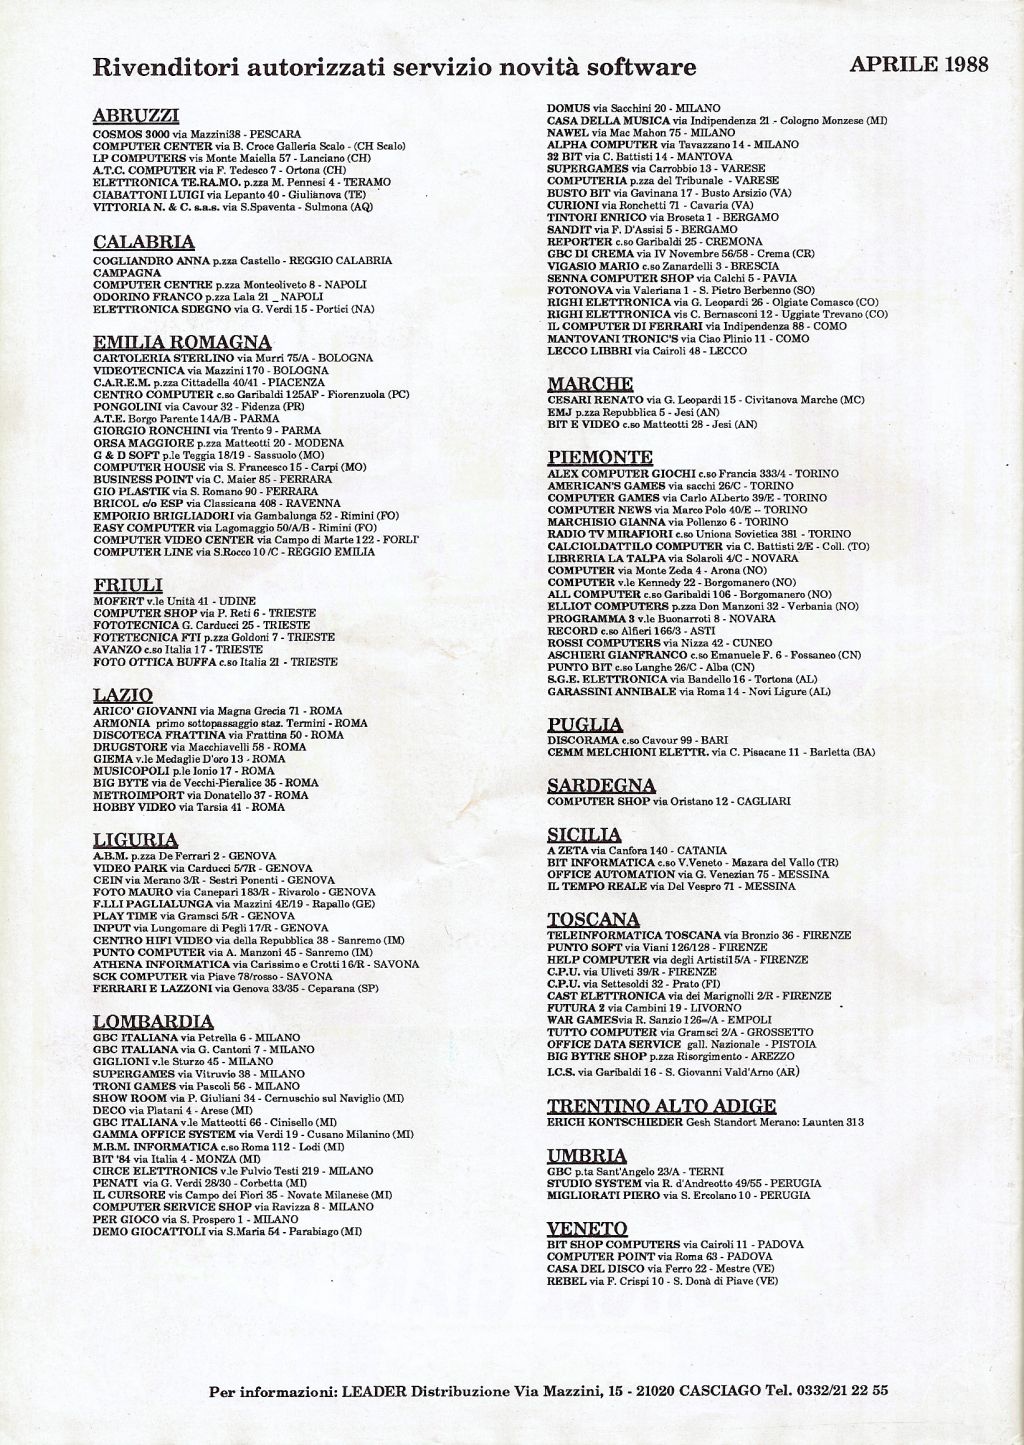 Rivenditori autorizzati servizio novità software
APRILE 1988
ABRUZZI
COSMOS 3000 via Mazzini38 - PESCARA
COMPUTER CENTER via B. Croce Galleria Scalo - (CH Scalo)
LP COMPUTERS vis Monte Maiella 57 - Lanciano (CH)
A.T.C. COMPUTER via F. Tedesco 7 - Ortona (CH)
ELETTRONICA TE.RA.MO. p.zza M. Pennesi 4 - TERAMO
CIABATTONI LUIGI via Lepanto 40 - Giulianova (TE)
VITTORIA N. & C. s.a.s. via S.Spaventa - Sulmona (AQ)
CALABRIA
COGLIANDRO ANNA p.zza Castello - REGGIO CALABRIA
CAMPAGNA
COMPUTER CENTRE p.zza Monteoliveto 8 - NAPOLI
ODORINO FRANCO p.zza Lala 21 _ NAPOLI
ELETTRONICA SDEGNO via G. Verdi 15 - Portici (NA)
EMILIA ROMAGNA
CARTOLERIA STERLINO via Murri 75/A - BOLOGNA
VIDEOTECNICA via Mazzini 170 - BOLOGNA
C.A.R.E.M. p.zza Cittadella 40/41 - PIACENZA
CENTRO COMPUTER c.so Garibaldi 125AF - Fiorenzuola (PC)
PONGOLINI via Cavour 32 - Fidenza (PR)
A.T.E. Borgo Parente 14A/B - PARMA
GIORGIO RONCHINI via Trento 9 - PARMA
ORSA MAGGIORE p.zza Matteotti 20 - MODENA
G & D SOFT p.le Teggia 18/19 - Sassuolo (MO)
COMPUTER HOUSE via S. Francesco 15 - Carpi (MO)
BUSINESS POINT via C. Maier 85 - FERRARA
GIO PLASTIK via S. Romano 90 - FERRARA
BRICOL c/o ESP via Classicana 408 - RAVENNA
EMPORIO BRIGLIADORI via Gambalunga 52 - Rimini (FO)
EASY COMPUTER via Lagomaggio 50/A/B - Rimini (FO)
COMPUTER VIDEO CENTER via Campo di Marte 122 - FORLI'
COMPUTER LINE via S.Rocco 10 /C - REGGIO EMILIA
FRIULI
MOFERT v.le Unità 41 - UDINE
COMPUTER SHOP via P. Reti 6 - TRIESTE
FOTOTECNICA G. Carducci 25 - TRIESTE
FOTETECNICA FTI p.zza Goldoni 7 - TRIESTE
AVANZO c.so Italia 17 - TRIESTE
FOTO OTTICA BUFFA c.so Italia 21 - TRIESTE
LAZIO
ARICO' GIOVANNI via Magna Grecia 71 - ROMA
ARMONIA primo sottopassaggio staz. Termini - ROMA
DISCOTECA FRATTINA via Frattina 50 - ROMA
DRUGSTORE via Macchiavelli 58 - ROMA
GIEMA v.le Medaglie D'oro 13 - ROMA
MUSICOPOLI p.le Ionio 17 - ROMA
BIG BYTE via de Vecchi-Pieralice 35 - ROMA
METROIMPORT via Donatello 37 - ROMA
HOBBY VIDEO via Tarsia 41 - ROMA
LIGURIA
A.B.M. p.zza De Ferrari 2 - GENOVA
VIDEO PARK via Carducci 5/7R - GENOVA
CEIN via Merano 3/R - Sestri Ponenti - GENOVA
FOTO MAURO via Canepari 183/R - Rivarolo - GENOVA
F.LLI PAGLIALUNGA via Mazzini 4E/19 - Rapallo (GE)
PLAY TIME via Gramsci 5/R - GENOVA
INPUT via Lungomare di Pegli 17/R - GENOVA
CENTRO HIFI VIDEO via della Repubblica 38 - Sanremo (IM)
PUNTO COMPUTER via A. Manzoni 45 - Sanremo (IM)
ATHENA INFORMATICA via Carissimo e Crotti 16/R - SAVONA
SCK COMPUTER via Piave 78/rosso - SAVONA
FERRARI E LAZZONI via Genova 33/35 - Ceparana (SP)
LOMBARDIA
GBC ITALIANA via Petrella 6 - MILANO
GBC ITALIANA via G. Cantoni 7 - MILANO
GIGLIONI v.le Sturzo 45 - MILANO
SUPERGAMES via Vitruvio 38 - MILANO
TRONI GAMES via Pascoli 56 - MILANO
SHOW ROOM via P. Giuliani 34 - Cernuschio sul Naviglio (MI)
DECO via Platani 4 - Arese (MI)
GBC ITALIANA v.le Matteotti 66 - Cinisello (MI)
GAMMA OFFICE SYSTEM via Verdi 19 - Cusano Milanino (MI)
M.B.M. INFORMATICA c.so Roma 112 - Lodi (MI)
BIT '84 via Italia 4 - MONZA (MI)
CIRCE ELETTRONICS v.le Fulvio Testi 219 - MILANO
PENATI via G. Verdi 28/30 - Corbetta (MI)
IL CURSORE vis Campo dei Fiori 35 - Novate Milanese (MI)
COMPUTER SERVICE SHOP via Ravizza 8 - MILANO
PER GIOCO via S. Prospero 1 - MILANO
DEMO GIOCATTOLI via S.Maria 54 - Parabiago (MI)
DOMUS via Sacchini 20 - MILANO
CASA DELLA MUSICA via Indipendenza 21 - Cologno Monzese (MI)
NAWEL via Mac Mahon 75 - MILANO
ALPHA COMPUTER via Tavazzano 14 - MILANO
32 BIT via C. Battisti 14 - MANTOVA
SUPERGAMES via Carrobbio 13 - VARESE
COMPUTERIA p.zza del Tribunale - VARESE
BUSTO BIT via Gavinana 17 - Busto Arsizio (VA)
CURIONI via Ronchetti 71 - Cavaria (VA)
TINTORI ENRICO via Broseta 1 - BERGAMO
SANDIT via F. D'Assisi 5 - BERGAMO
REPORTER c.so Garibaldi 25 - CREMONA
GBC DI CREMA via IV Novembre 56/58 - Crema (CR)
VIGASIO MARIO c.so Zanardelli 3 - BRESCIA
SENNA COMPUTER SHOP via Calchi 5 - PAVIA
FOTONOVA via Valeriana 1 - S. Pietro Berbenno (SO)
RIGHI ELETTRONICA via G. Leopardi 26 - Olgiate Comasco (CO)
RIGHI ELETTRONICA via C. Bernasconi 12 - Uggiate Trevano (CO)
IL COMPUTER DI FERRARI via Indipendenza 88 - COMO
MANTOVANI TRONIC'S via Ciao Plinio 11 - COMO
LECCO LIBBRI via Cairoli 48 - LECCO
MARCHE
CESARI RENATO via G. Leopardi 15 - Civitanova Marche (MC)
EMJ p.zza Repubblica 5 - Jesi (AN)
BIT E VIDEO c.so Matteotti 28 - Jesi (AN)
PIEMONTE
ALEX COMPUTER GIOCHI c.so Francia 333/4 - TORINO
AMERICAN'S GAMES via sacchi 26/C - TORINO
COMPUTER GAMES via Carlo ALberto 39/E - TORINO
COMPUTER NEWS via Marco Polo 40/E -- TORINO
MARCHISIO GIANNA via Pollenzo 6 - TORINO
RADIO TV MIRAFIORI c.so Uniona Sovietica 381 - TORINO
CALCIOLDATTILO COMPUTER via C. Battisti 2/E - Coll. (TO)
LIBRERIA LA TALPA via Solaroli 4/C - NOVARA
COMPUTER via Monte Zeda 4 - Arona (NO)
COMPUTER v.le Kennedy 22 - Borgomanero (NO)
ALL COMPUTER c.so Garibaldi 106 - Borgomanero (NO)
ELLIOT COMPUTERS p.zza Don Manzoni 32 - Verbania (NO)
PROGRAMMA 3 v.le Buonarroti 8 - NOVARA
RECORD c.so Alfieri 166/3 - ASTI
ROSSI COMPUTERS via Nizza 42 - CUNEO
ASCHIERI GIANFRANCO c.so Emanuele F. 6 - Fossaneo (CN)
PUNTO BIT c.so Langhe 26/C - Alba (CN)
S.G.E. ELETTRONICA via Bandello 16 - Tortona (AL)
GARASSINI ANNIBALE via Roma 14 - Novi Ligure (AL)
PUGLIA
DISCORAMA c.so Cavour 99 - BARI
CEMM MELCHIONI ELETTR. via C. Pisacane 11 - Barletta (BA)
SARDEGNA
COMPUTER SHOP via Oristano 12 - CAGLIARI
SICILIA
A ZETA via Canfora 140 - CATANIA
BIT INFORMATICA c.so V.Veneto - Mazara del Vallo (TR)
OFFICE AUTOMATION via G. Venezian 75 - MESSINA
IL TEMPO REALE via Del Vespro 71 - MESSINA
TOSCANA
TELEINFORMATICA TOSCANA via Bronzio 36 - FIRENZE
PUNTO SOFT via Viani 126/128 - FIRENZE
HELP COMPUTER via degli Artisti15/A - FIRENZE
C.P.U. via Uliveti 39/R - FIRENZE
C.P.U. via Settesoldi 32 - Prato (FI)
CAST ELETTRONICA via dei Marignolli 2/R - FIRENZE
FUTURA 2 via Cambini 19 - LIVORNO
WAR GAMESvia R. Sanzio 126=/A - EMPOLI
TUTTO COMPUTER via Gramsci 2/A - GROSSETTO
OFFICE DATA SERVICE gall. Nazionale - PISTOIA
BIG BYTRE SHOP p.zza Risorgimento - AREZZO
I.C.S. via Garibaldi 16 - S. Giovanni Vald'Arno (AR)
TRENTINO ALTO ADIGE
ERICH KONTSCHIEDER Gesh Standort Merano: Launten 313
UMBRIA
GBC p.ta Sant'Angelo 23/A - TERNI
STUDIO SYSTEM via R. d'Andreotto 49/55 - PERUGIA
MIGLIORATI PIERO via S. Ercolano 10 - PERUGIA
VENETO
BIT SHOP COMPUTERS via Cairoli 11 - PADOVA
COMPUTER POINT via Roma 63 - PADOVA
CASA DEL DISCO via Ferro 22 - Mestre (VE)
REBEL via F. Crispi 10 - S. Donà di Piave (VE)
Per informazioni: LEADER Distribuzione Via Mazzini, 15 - 21020 CASCIAGO Tel. 0332/21 22 55